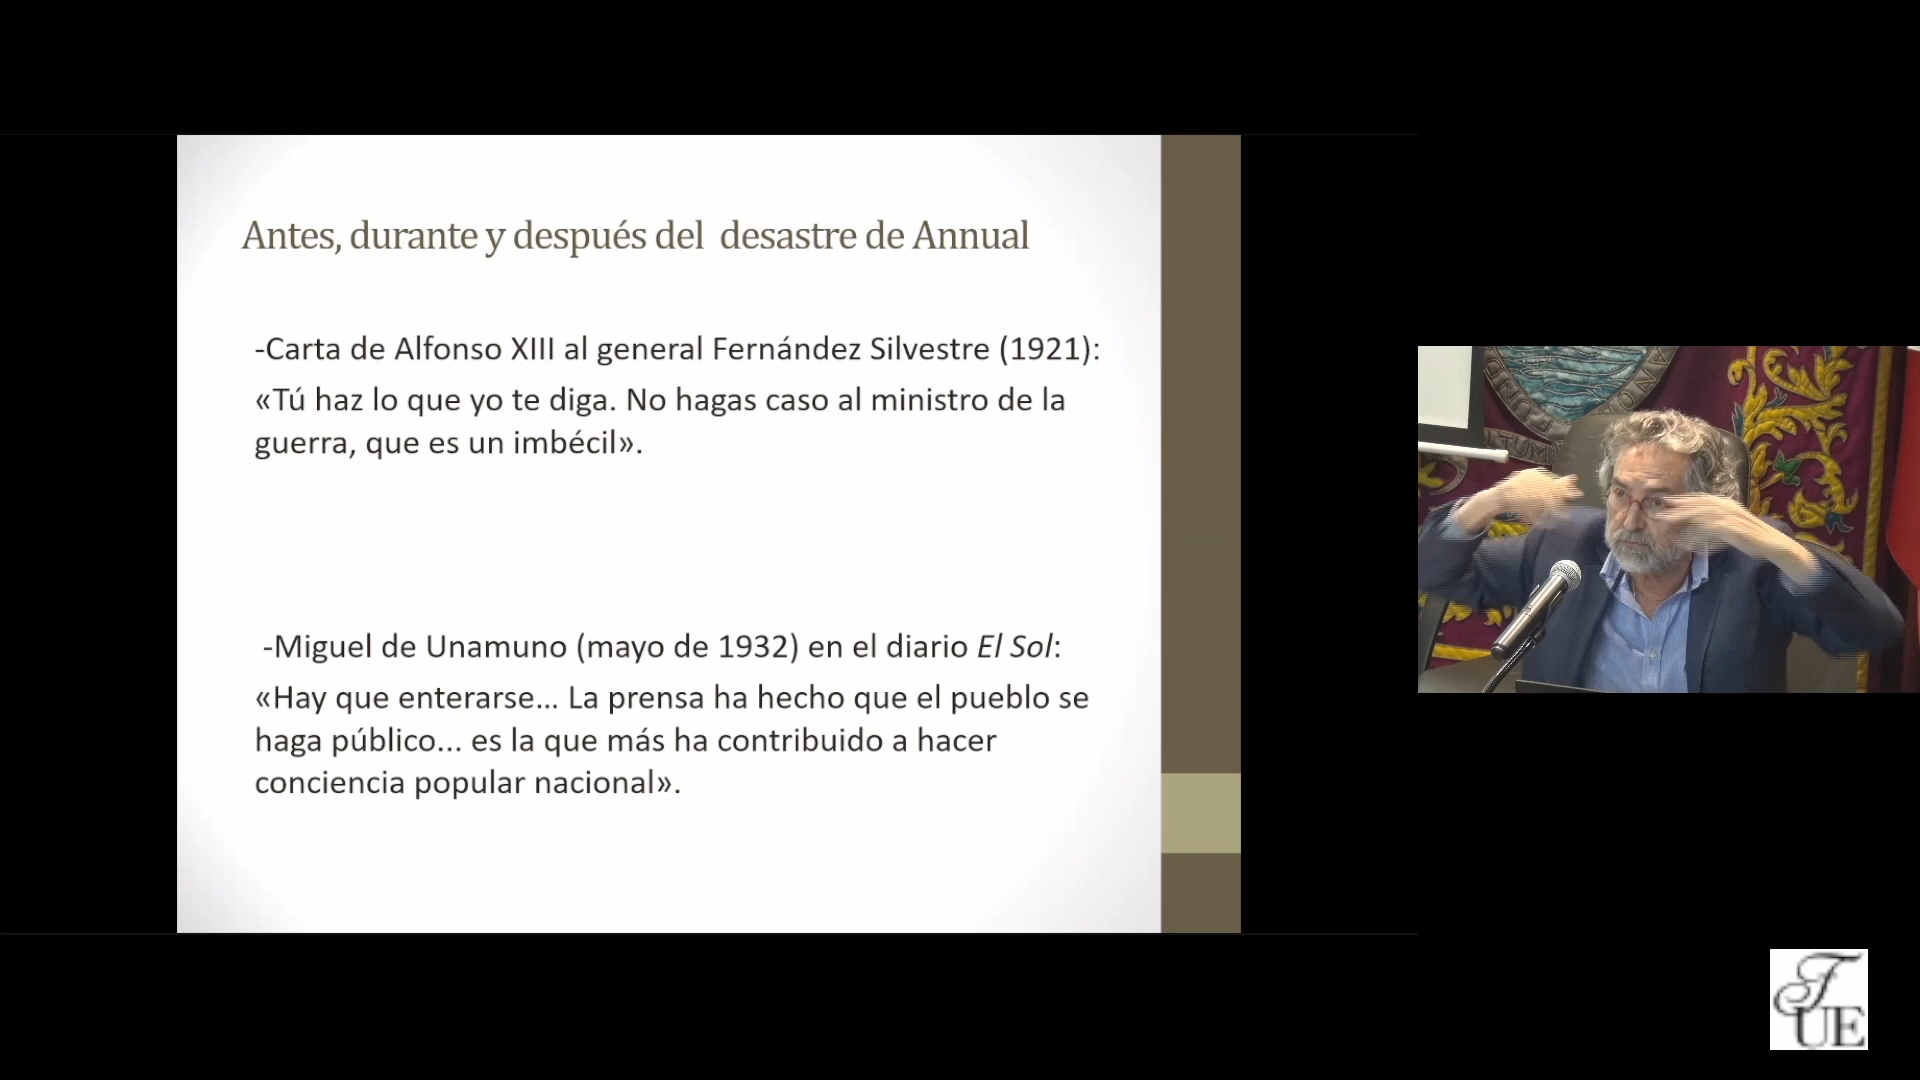 Antes, durante y después del desastre de Annual
-Carta de Alfonso XIII al general Fernández Silvestre (1921):
«Tú haz lo que yo te diga. No hagas caso al ministro de la
guerra, que es un imbécil».
-Miguel de Unamuno (mayo de 1932) en el diario El Sol:
«Hay que enterarse... La prensa ha hecho que el pueblo se
haga público... es la que más ha contribuido a hacer
conciencia popular nacional».
UE